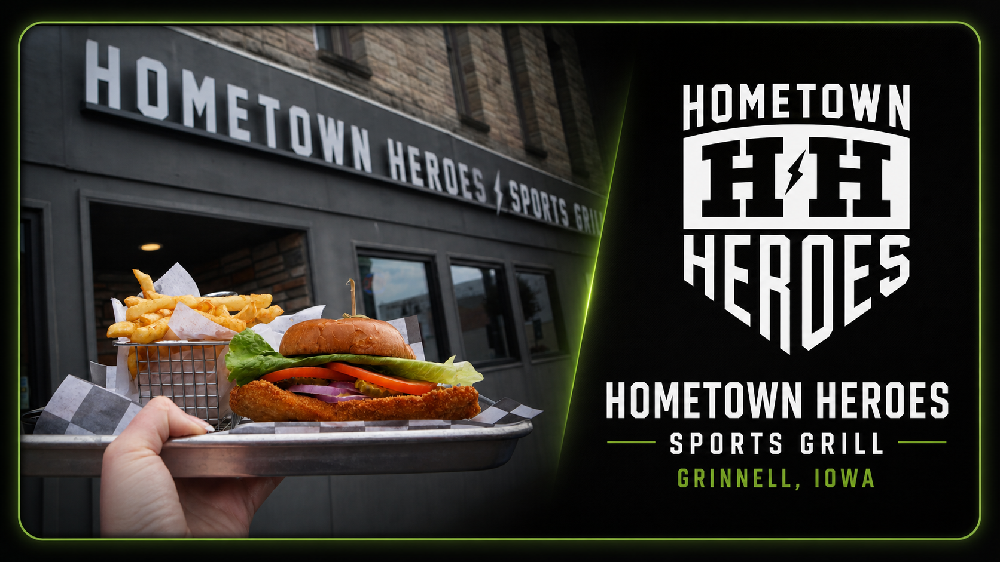 HOMETOWN HEROES SPORTS GRILL
HOMETOWN
HH
HEROES
HOMETOWN HEROES
SPORTS GRILL
GRINNELL, IOWA